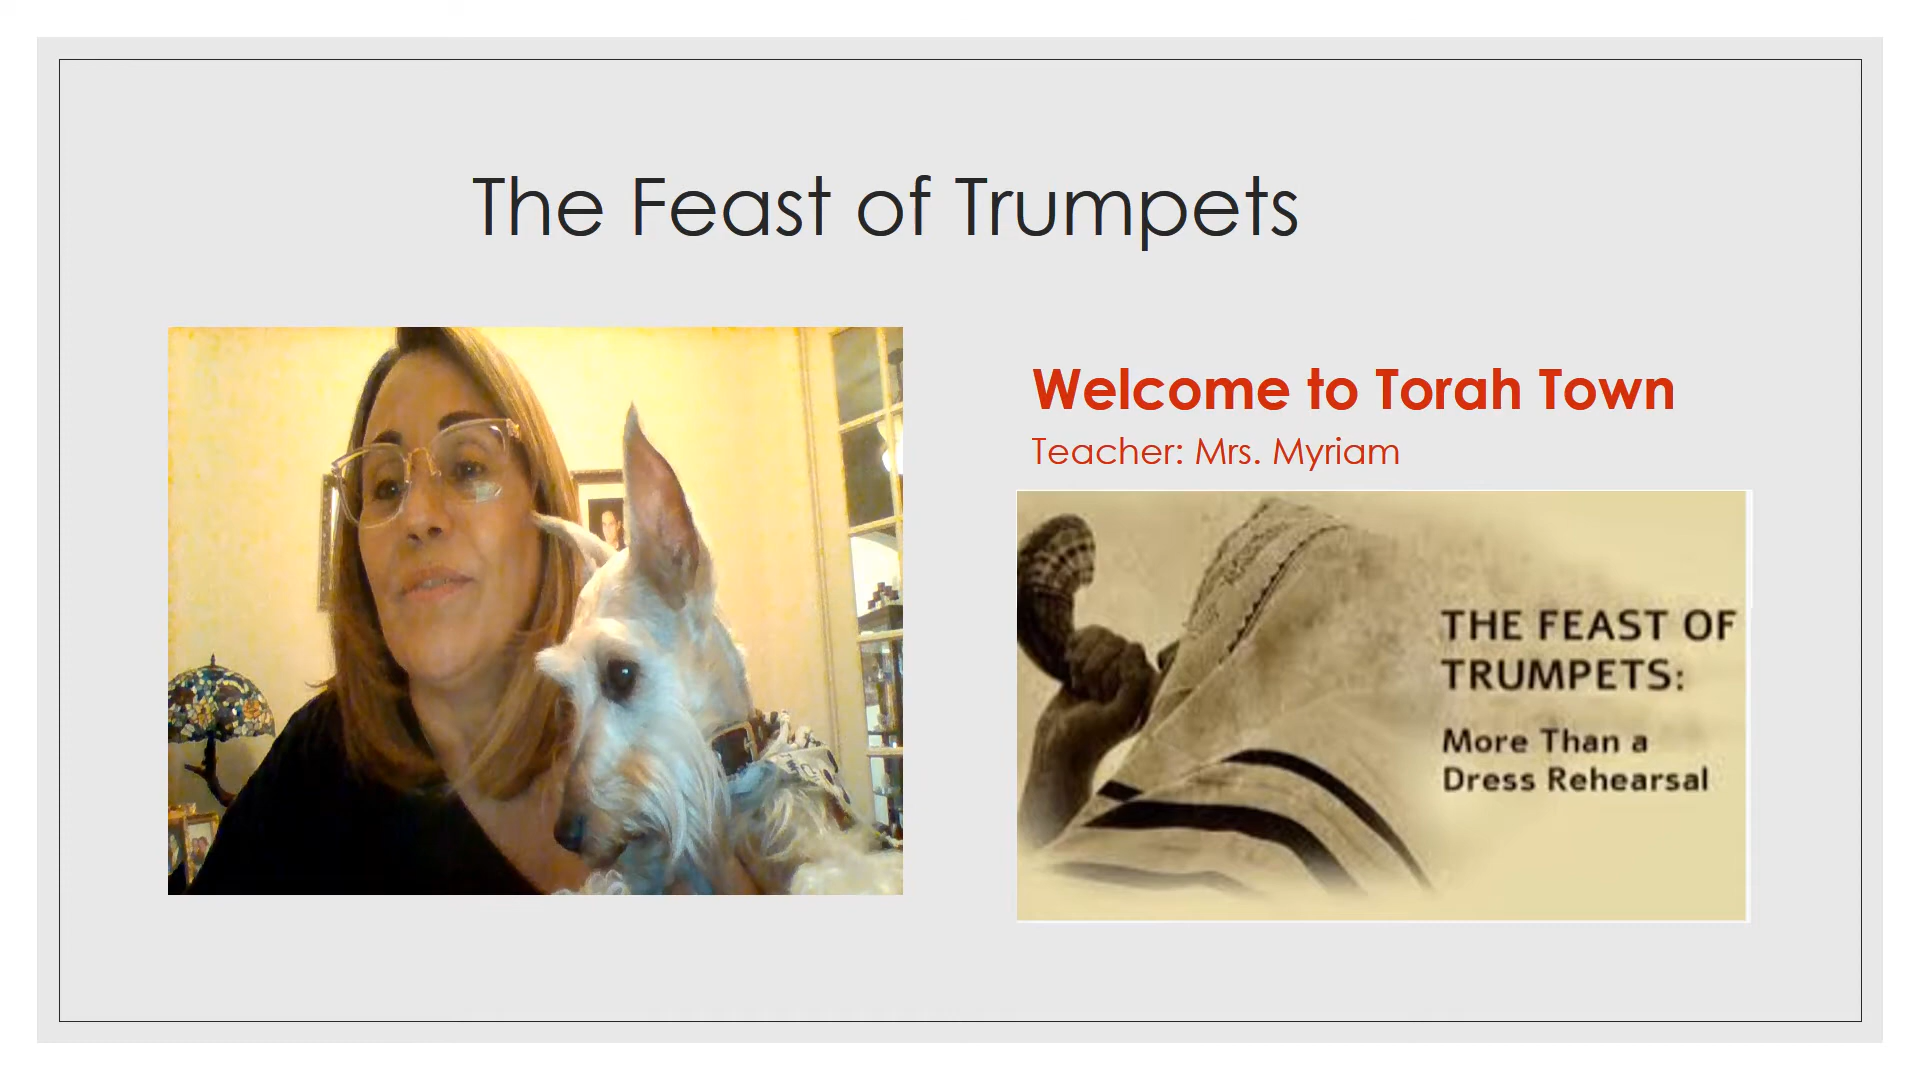 The Feast of Trumpets
Welcome to Torah Town
Teacher: Mrs. Myriam
THE FEAST OF
TRUMPETS:
More Than a
Dress Rehearsal